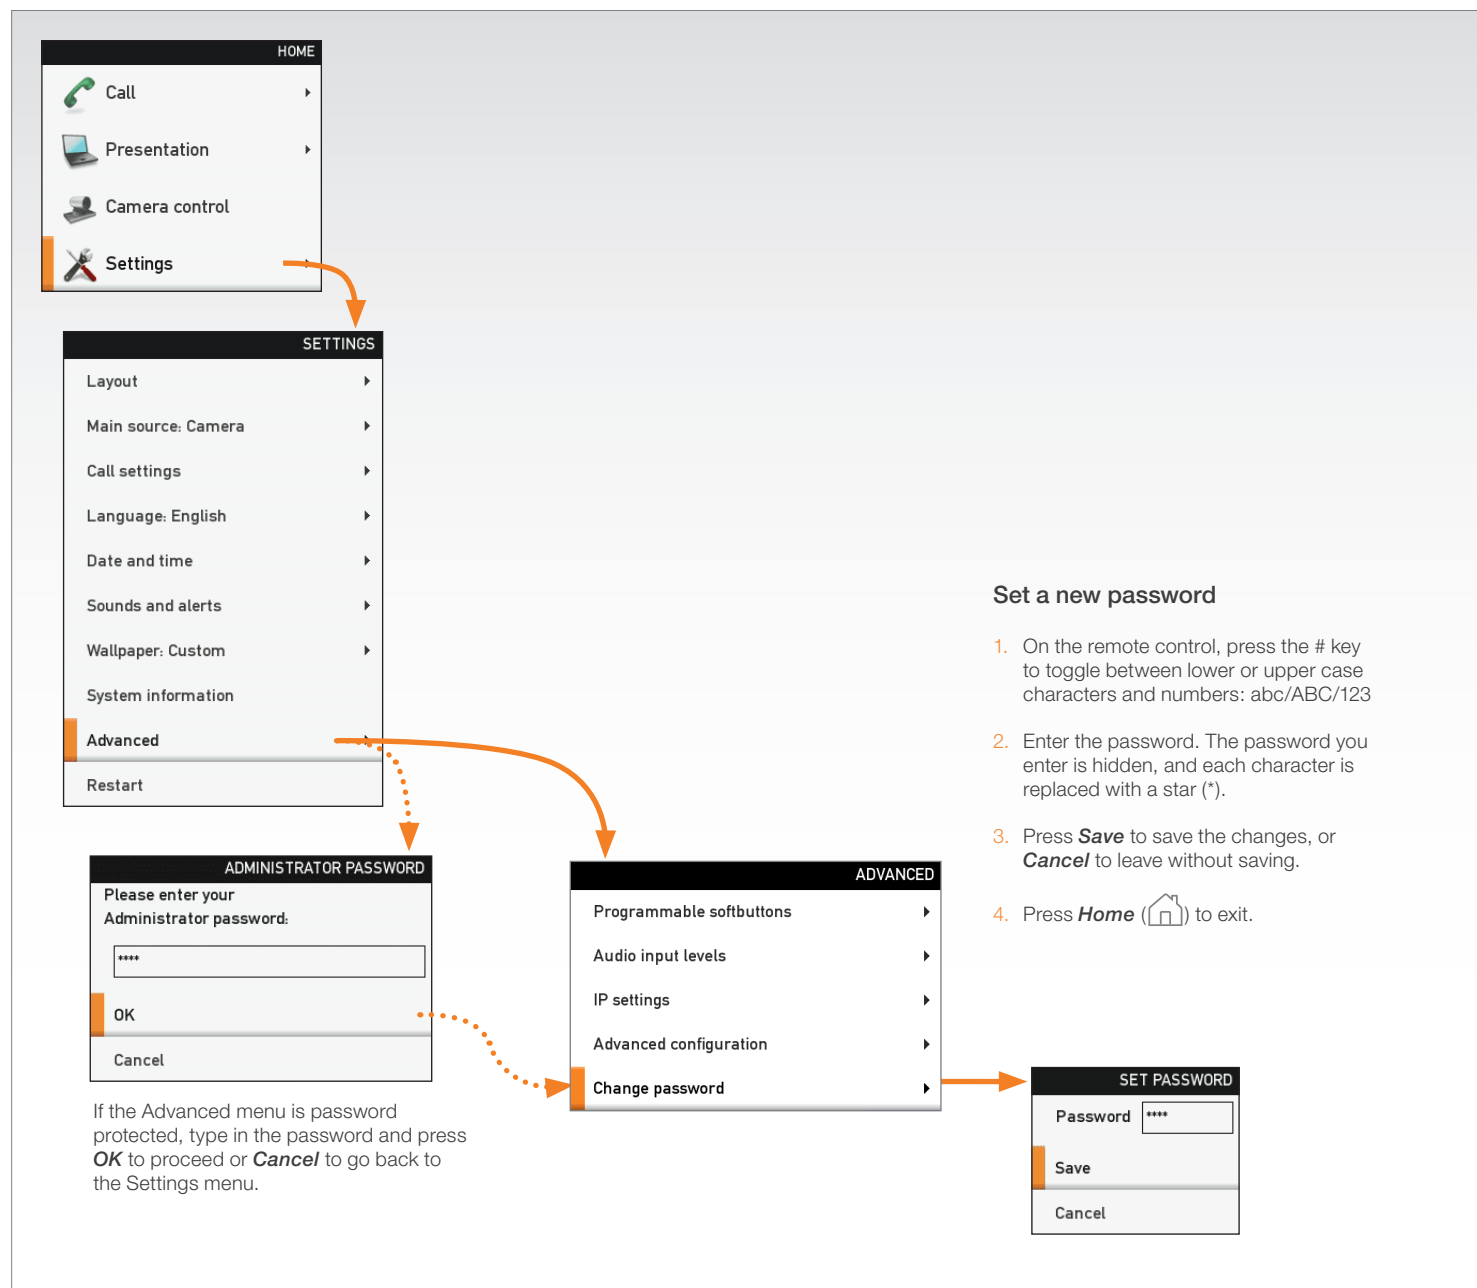 HOME
Call
Presentation
Camera control
Settings
SETTINGS
Layout
Main source: Camera
Call settings
Language: English
Date and time
Sounds and alerts
Wallpaper: Custom
System information
Advanced
Restart
ADMINISTRATOR PASSWORD
Please enter your
Administrator password:
****
OK
Cancel
If the Advanced menu is password
protected, type in the password and press
OK to proceed or Cancel to go back to
the Settings menu.
ADVANCED
Programmable softbuttons
Audio input levels
IP settings
Advanced configuration
Change password
Set a new password
1. On the remote control, press the # key
to toggle between lower or upper case
characters and numbers: abc/ABC/123
2. Enter the password. The password you
enter is hidden, and each character is
replaced with a star (*).
3. Press Save to save the changes, or
Cancel to leave without saving.
4. Press Home ( ) to exit.
SET PASSWORD
Password ****
Save
Cancel